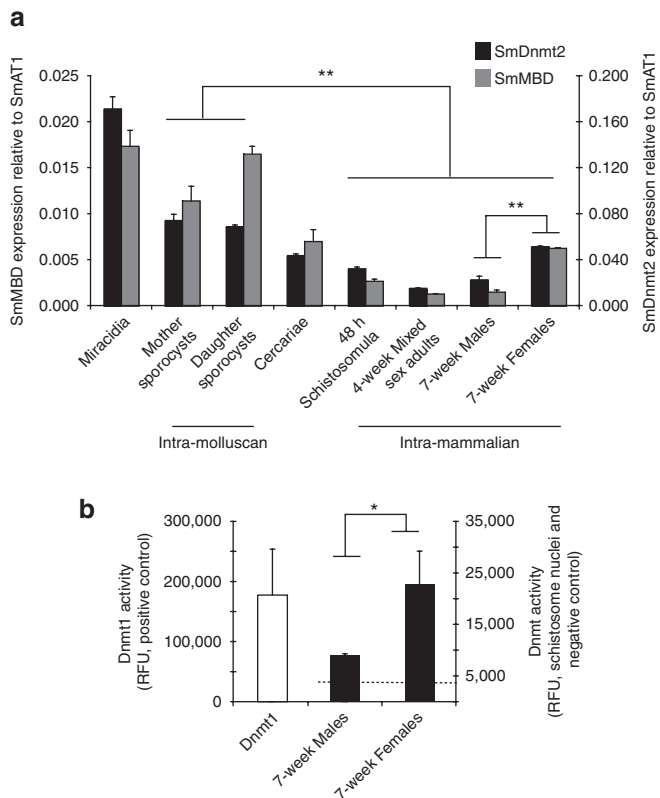 a
SmDnmt2
SmMBD
SmMBD expression relative to SmAT1
0.025
0.020
0.015
0.010
0.005
0.000
**
**
0.200
0.160
0.120
0.080
0.040
0.000
SmDnmt2 expression relative to SmAT1
Miracidia
Mother
sporocysts
Daughter
sporocysts
Cercariae
48 h
Schistosomula
4-week Mixed
sex adults
7-week Males
7-week Females
Intra-molluscan
Intra-mammalian
b
Dnmt1 activity
(RFU, positive control)
300,000
200,000
100,000
0
*
35,000
25,000
15,000
5,000
Dnmt activity
(RFU, schistosome nuclei and
negative control)
Dnmt1
7-week Males
7-week Females